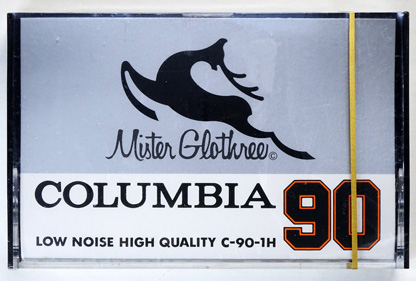 Mister Glothree©
COLUMBIA 90
LOW NOISE HIGH QUALITY C-90-1H